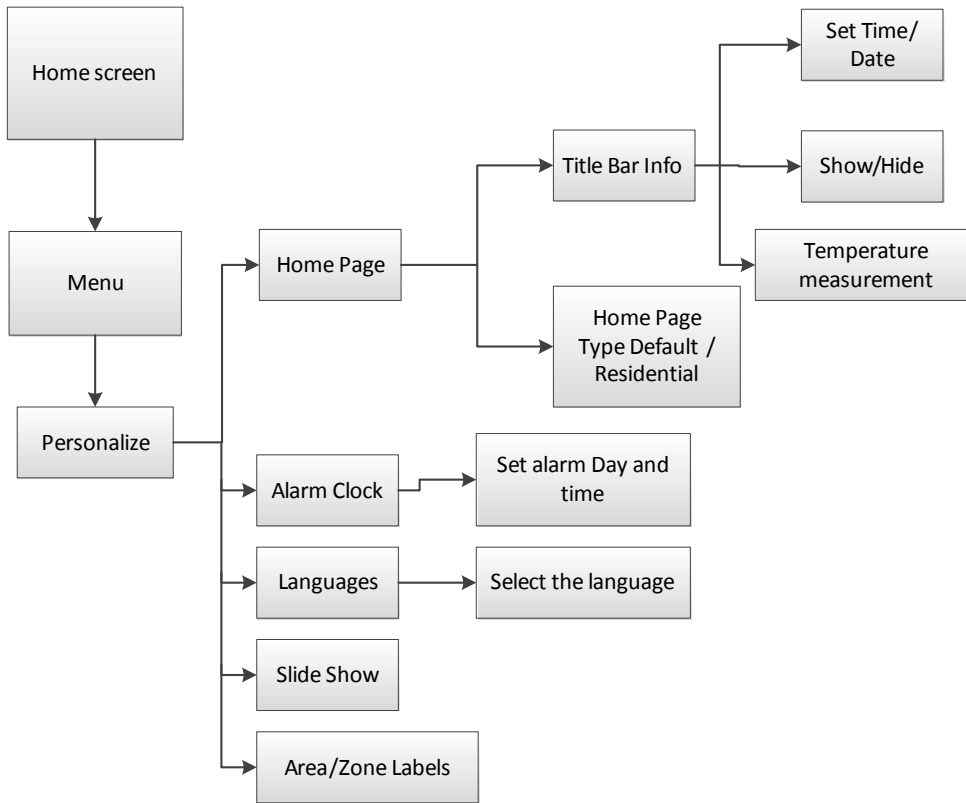 Home screen
Menu
Personalize
Home Page
Title Bar Info
Set Time/
Date
Show/Hide
Temperature
measurement
Home Page
Type Default /
Residential
Alarm Clock
Set alarm Day and
time
Languages
Select the language
Slide Show
Area/Zone Labels